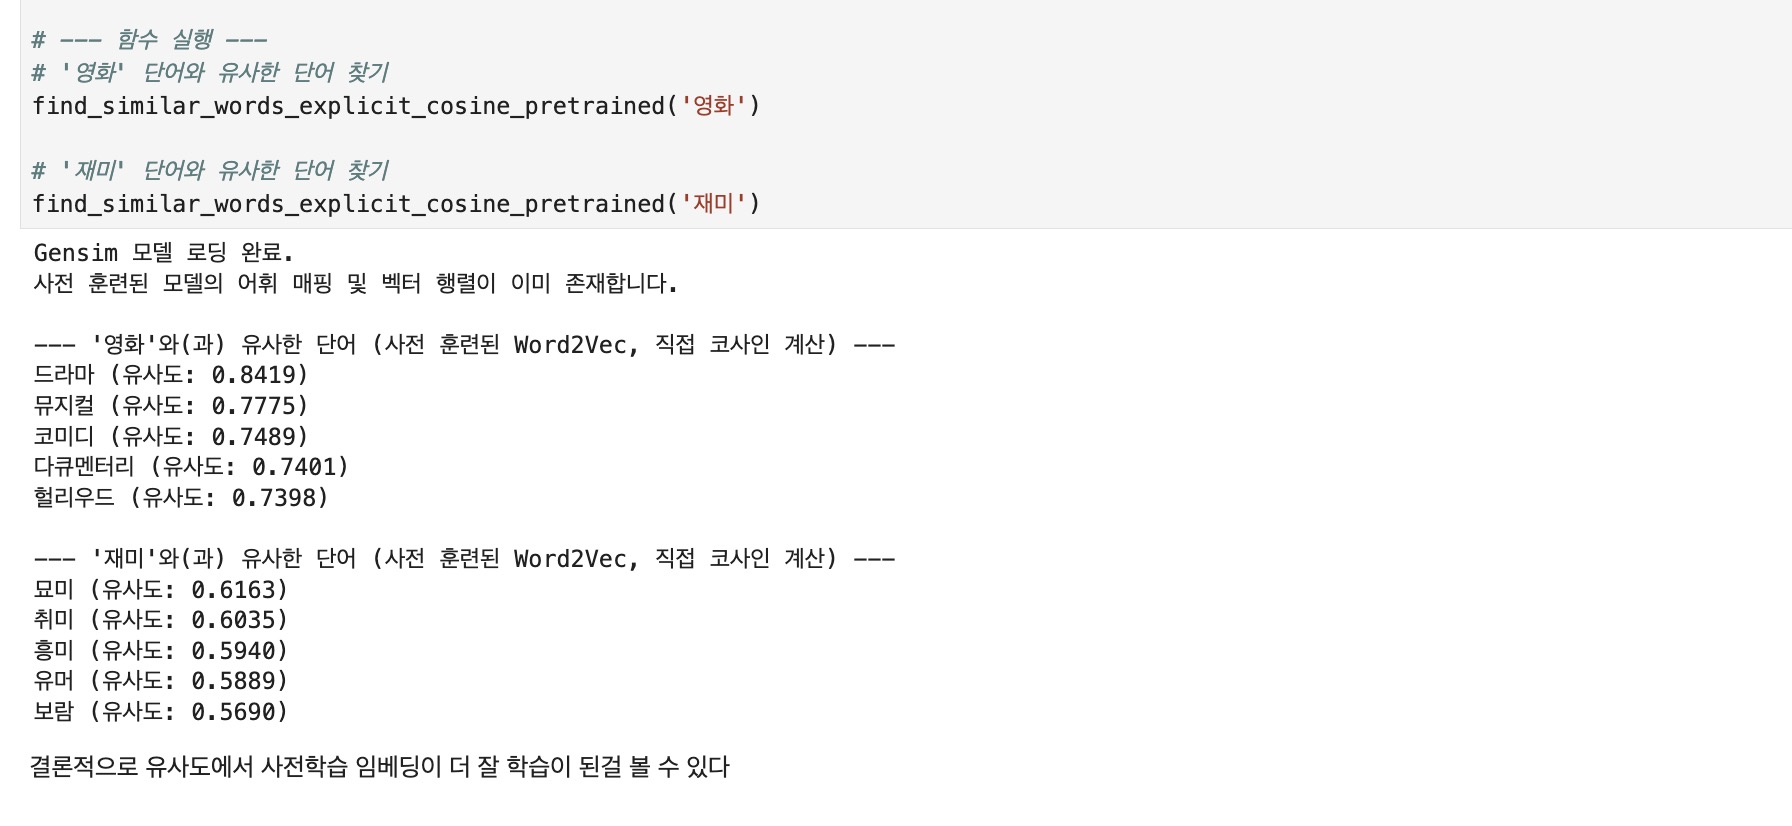 # --- 함수 실행 ---
# '영화' 단어와 유사한 단어 찾기
find_similar_words_explicit_cosine_pretrained('영화')
# '재미' 단어와 유사한 단어 찾기
find_similar_words_explicit_cosine_pretrained('재미')
Gensim 모델 로딩 완료.
사전 훈련된 모델의 어휘 매핑 및 벡터 행렬이 이미 존재합니다.
--- '영화'와(과) 유사한 단어 (사전 훈련된 Word2Vec, 직접 코사인 계산) ---
드라마 (유사도: 0.8419)
뮤지컬 (유사도: 0.7775)
코미디 (유사도: 0.7489)
다큐멘터리 (유사도: 0.7401)
헐리우드 (유사도: 0.7398)
--- '재미'와(과) 유사한 단어 (사전 훈련된 Word2Vec, 직접 코사인 계산) ---
묘미 (유사도: 0.6163)
취미 (유사도: 0.6035)
흥미 (유사도: 0.5940)
유머 (유사도: 0.5889)
보람 (유사도: 0.5690)
결론적으로 유사도에서 사전학습 임베딩이 더 잘 학습이 된걸 볼 수 있다